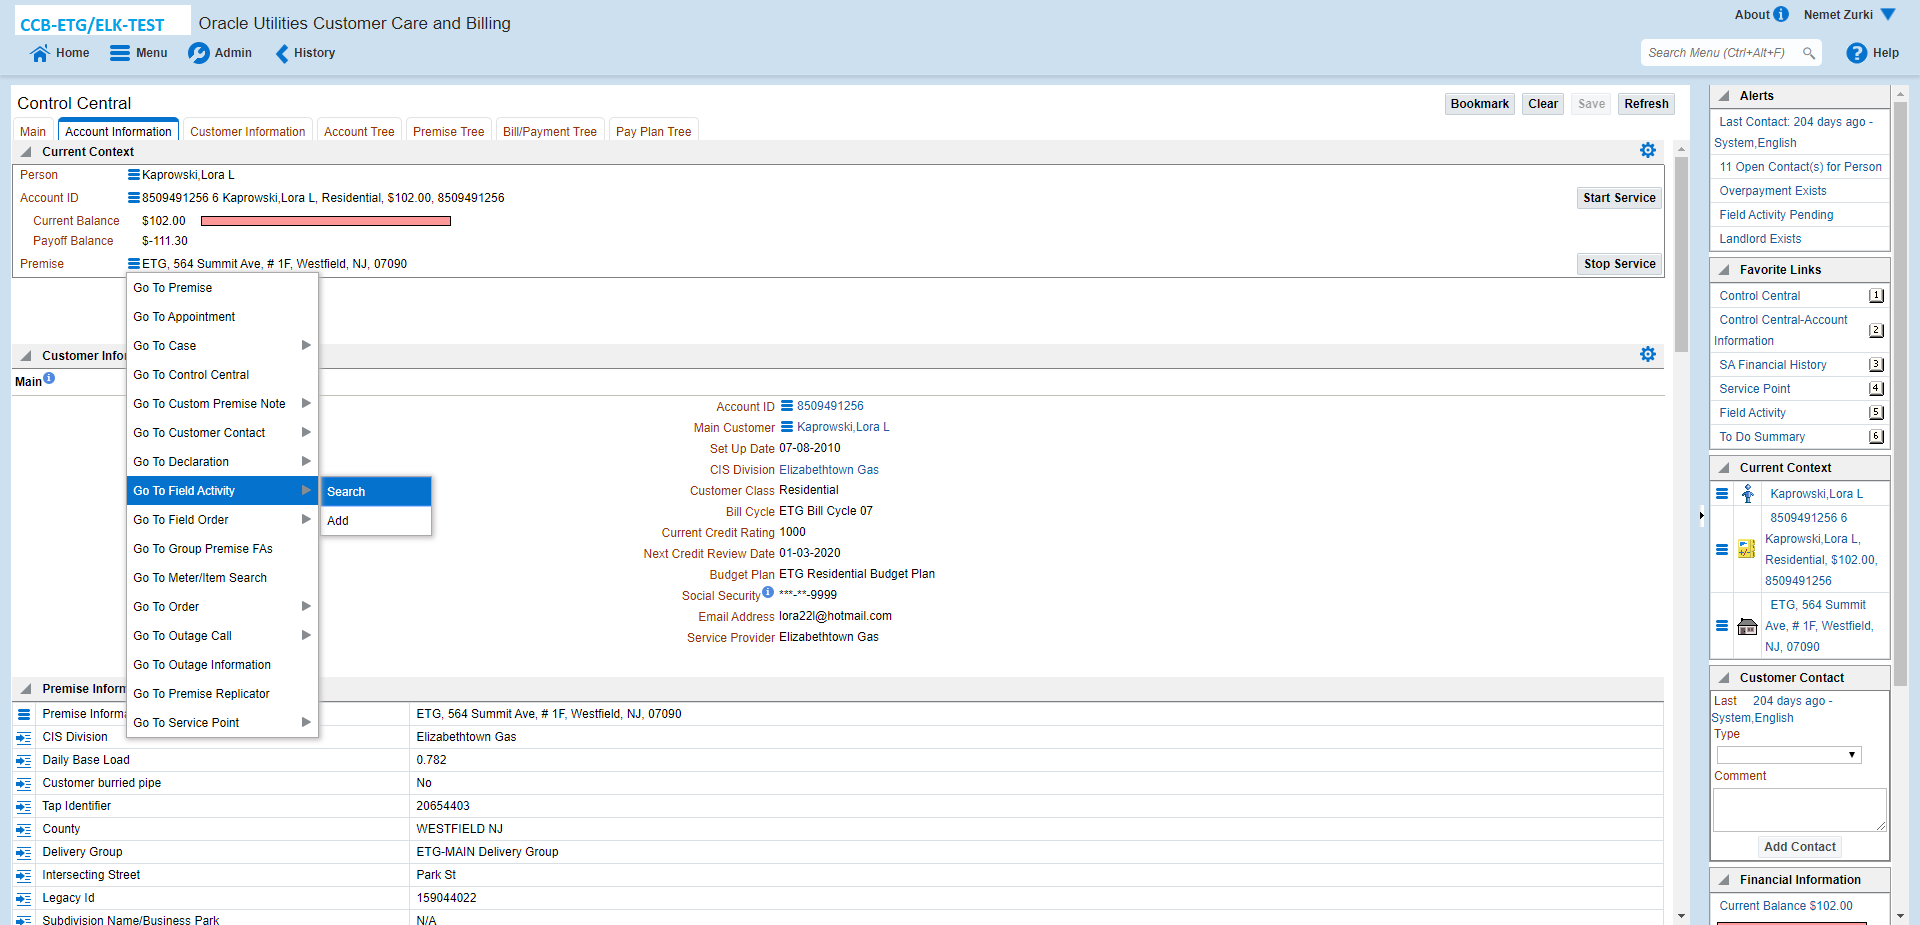 CCB-ETG/ELK-TEST
Oracle Utilities Customer Care and Billing
About
Nemet Zurki
Home
Menu
Admin
History
Search Menu (Ctrl+Alt+F)
Help
Control Central
Bookmark
Clear
Save
Refresh
Main
Account Information
Customer Information
Account Tree
Premise Tree
Bill/Payment Tree
Pay Plan Tree
Current Context
Person
Kaprowski,Lora L
Account ID
8509491256 6 Kaprowski,Lora L, Residential, $102.00, 8509491256
Start Service
Current Balance
$102.00
Payoff Balance
$-111.30
Premise
ETG, 564 Summit Ave, # 1F, Westfield, NJ, 07090
Stop Service
Go To Premise
Go To Appointment
Go To Case
Go To Control Central
Go To Custom Premise Note
Go To Customer Contact
Go To Declaration
Go To Field Activity
Search
Add
Go To Field Order
Go To Group Premise FAs
Go To Meter/Item Search
Go To Order
Go To Outage Call
Go To Outage Information
Go To Premise Replicator
Go To Service Point
Customer Infor
Main
Account ID
8509491256
Main Customer
Kaprowski,Lora L
Set Up Date
07-08-2010
CIS Division
Elizabethtown Gas
Customer Class
Residential
Bill Cycle
ETG Bill Cycle 07
Current Credit Rating
1000
Next Credit Review Date
01-03-2020
Budget Plan
ETG Residential Budget Plan
Social Security
***-**-9999
Email Address
lora22l@hotmail.com
Service Provider
Elizabethtown Gas
Premise Inform
Premise Informa
ETG, 564 Summit Ave, # 1F, Westfield, NJ, 07090
CIS Division
Elizabethtown Gas
Daily Base Load
0.782
Customer burried pipe
No
Tap Identifier
20654403
County
WESTFIELD NJ
Delivery Group
ETG-MAIN Delivery Group
Intersecting Street
Park St
Legacy Id
159044022
Subdivision Name/Business Park
N/A
Alerts
Last Contact: 204 days ago -
System,English
11 Open Contact(s) for Person
Overpayment Exists
Field Activity Pending
Landlord Exists
Favorite Links
Control Central
1
Control Central-Account
Information
2
SA Financial History
3
Service Point
4
Field Activity
5
To Do Summary
6
Current Context
Kaprowski,Lora L
8509491256 6
Kaprowski,Lora L,
Residential, $102.00,
8509491256
ETG, 564 Summit
Ave, # 1F, Westfield,
NJ, 07090
Customer Contact
Last 204 days ago -
System,English
Type
Comment
Add Contact
Financial Information
Current Balance $102.00